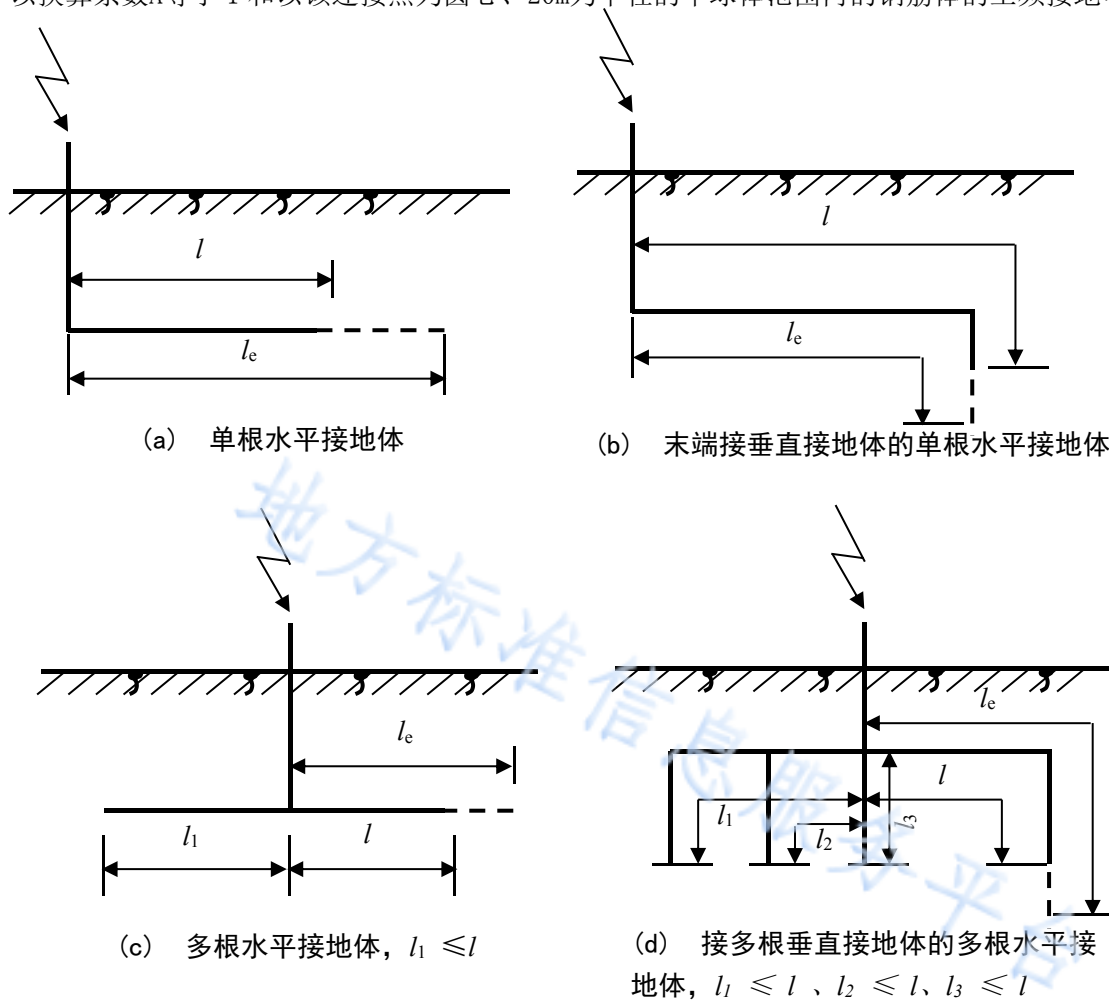 l
l
lₑ
lₑ
(a) 单根水平接地体
(b) 末端接垂直接地体的单根水平接地体
lₑ
lₑ
l₁
l
l₁
l₂
l₃
l
(c) 多根水平接地体，l₁ ≤l
(d) 接多根垂直接地体的多根水平接
地体，l₁ ≤ l 、l₂ ≤ l、l₃ ≤ l
地方标准信息服务平台